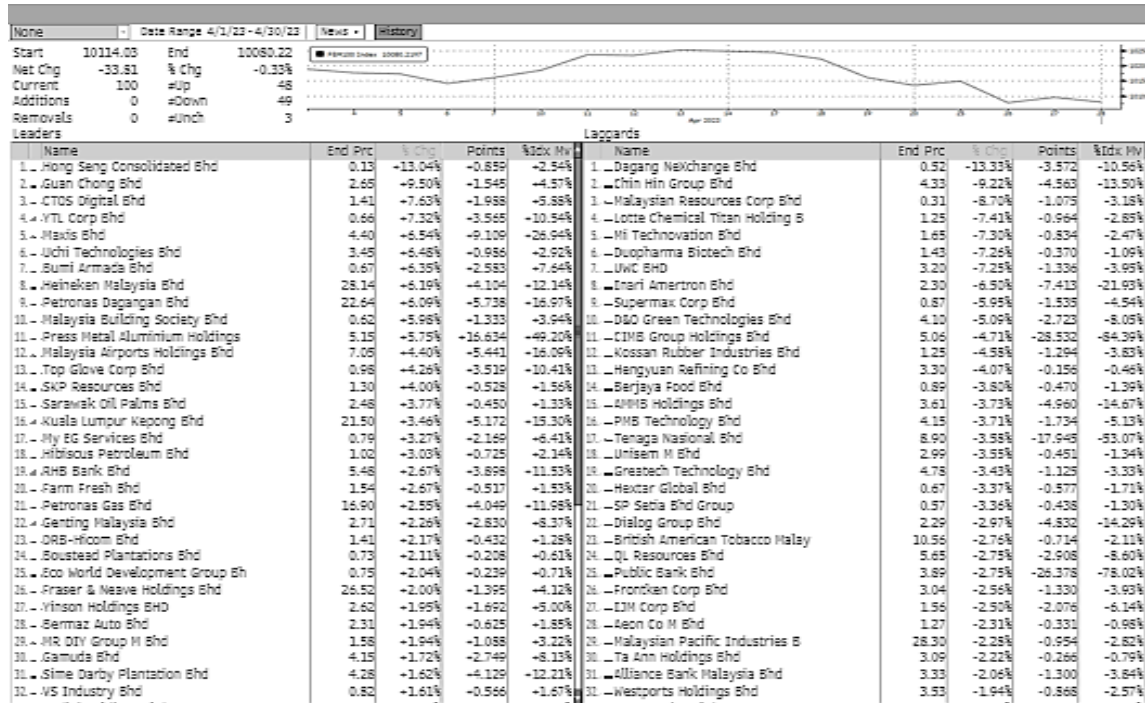 None Date Range 4/1/23-4/30/23 News History
Start 10114.03 End 10080.22
Net Chg -33.81 % Chg -0.33%
Current 100 #Up 48
Additions 0 #Down 49
Removals 0 #Unch 3
FBM100 Index 10080.2197
4 5 6 7 10 11 12 13 14 17 18 19 20 25 26 27 28
Apr 2023
Leaders
Name End Prc % Chg Points %Idx Mv
1. Hong Seng Consolidated Bhd 0.13 +13.04% +0.859 +2.54%
2. Guan Chong Bhd 2.65 +9.50% +1.545 +4.57%
3. CTOS Digital Bhd 1.41 +7.63% +1.988 +5.88%
4. YTL Corp Bhd 0.66 +7.32% +3.565 +10.54%
5. Maxis Bhd 4.40 +6.54% +9.109 +26.94%
6. Uchi Technologies Bhd 3.45 +6.48% +0.986 +2.92%
7. Bumi Armada Bhd 0.67 +6.35% +2.583 +7.64%
8. Heineken Malaysia Bhd 28.14 +6.19% +4.104 +12.14%
9. Petronas Dagangan Bhd 22.64 +6.09% +5.738 +16.97%
10. Malaysia Building Society Bhd 0.62 +5.98% +1.333 +3.94%
11. Press Metal Aluminium Holdings 5.15 +5.75% +16.634 +49.20%
12. Malaysia Airports Holdings Bhd 7.05 +4.40% +5.441 +16.09%
13. Top Glove Corp Bhd 0.98 +4.26% +3.519 +10.41%
14. SKP Resources Bhd 1.30 +4.00% +0.528 +1.56%
15. Sarawak Oil Palms Bhd 2.48 +3.77% +0.450 +1.33%
16. Kuala Lumpur Kepong Bhd 21.50 +3.46% +5.172 +15.30%
17. My EG Services Bhd 0.79 +3.27% +2.169 +6.41%
18. Hibiscus Petroleum Bhd 1.02 +3.03% +0.725 +2.14%
19. RHB Bank Bhd 5.48 +2.67% +3.898 +11.53%
20. Farm Fresh Bhd 1.54 +2.67% +0.517 +1.53%
21. Petronas Gas Bhd 16.90 +2.55% +4.049 +11.98%
22. Genting Malaysia Bhd 2.71 +2.26% +2.830 +8.37%
23. DRB-Hicom Bhd 1.41 +2.17% +0.432 +1.28%
24. Boustead Plantations Bhd 0.73 +2.11% +0.208 +0.61%
25. Eco World Development Group Bh 0.75 +2.04% +0.239 +0.71%
26. Fraser & Neave Holdings Bhd 26.52 +2.00% +1.395 +4.12%
27. Yinson Holdings BHD 2.62 +1.95% +1.692 +5.00%
28. Bermaz Auto Bhd 2.31 +1.94% +0.625 +1.85%
29. MR DIY Group M Bhd 1.58 +1.94% +1.088 +3.22%
30. Gamuda Bhd 4.15 +1.72% +2.749 +8.13%
31. Sime Darby Plantation Bhd 4.28 +1.62% +4.129 +12.21%
32. VS Industry Bhd 0.82 +1.61% +0.566 +1.67%
Laggards
Name End Prc % Chg Points %Idx Mv
1. Dagang NeXchange Bhd 0.52 -13.33% -3.572 -10.56%
2. Chin Hin Group Bhd 4.33 -9.22% -4.563 -13.50%
3. Malaysian Resources Corp Bhd 0.31 -8.70% -1.075 -3.18%
4. Lotte Chemical Titan Holding B 1.25 -7.41% -0.964 -2.85%
5. Mi Technovation Bhd 1.65 -7.30% -0.834 -2.47%
6. Duopharma Biotech Bhd 1.43 -7.26% -0.370 -1.09%
7. UWC BHD 3.20 -7.25% -1.336 -3.95%
8. Inari Amertron Bhd 2.30 -6.50% -7.413 -21.93%
9. Supermax Corp Bhd 0.87 -5.95% -1.535 -4.54%
10. D&O Green Technologies Bhd 4.10 -5.09% -2.723 -8.05%
11. CIMB Group Holdings Bhd 5.06 -4.71% -28.532 -84.39%
12. Kossan Rubber Industries Bhd 1.25 -4.58% -1.294 -3.83%
13. Hengyuan Refining Co Bhd 3.30 -4.07% -0.156 -0.46%
14. Berjaya Food Bhd 0.89 -3.80% -0.470 -1.39%
15. AMMB Holdings Bhd 3.61 -3.73% -4.960 -14.67%
16. PMB Technology Bhd 4.15 -3.71% -1.734 -5.13%
17. Tenaga Nasional Bhd 8.90 -3.58% -17.945 -53.07%
18. Unisem M Bhd 2.99 -3.55% -0.451 -1.34%
19. Greatech Technology Bhd 4.78 -3.43% -1.125 -3.33%
20. Hextar Global Bhd 0.67 -3.37% -0.577 -1.71%
21. SP Setia Bhd Group 0.57 -3.36% -0.438 -1.30%
22. Dialog Group Bhd 2.29 -2.97% -4.832 -14.29%
23. British American Tobacco Malay 10.56 -2.76% -0.714 -2.11%
24. QL Resources Bhd 5.65 -2.75% -2.908 -8.60%
25. Public Bank Bhd 3.89 -2.75% -26.378 -78.02%
26. Frontken Corp Bhd 3.04 -2.56% -1.330 -3.93%
27. IJM Corp Bhd 1.56 -2.50% -2.076 -6.14%
28. Aeon Co M Bhd 1.27 -2.31% -0.331 -0.98%
29. Malaysian Pacific Industries B 28.30 -2.28% -0.954 -2.82%
30. Ta Ann Holdings Bhd 3.09 -2.22% -0.266 -0.79%
31. Alliance Bank Malaysia Bhd 3.33 -2.06% -1.300 -3.84%
32. Westports Holdings Bhd 3.53 -1.94% -0.868 -2.57%